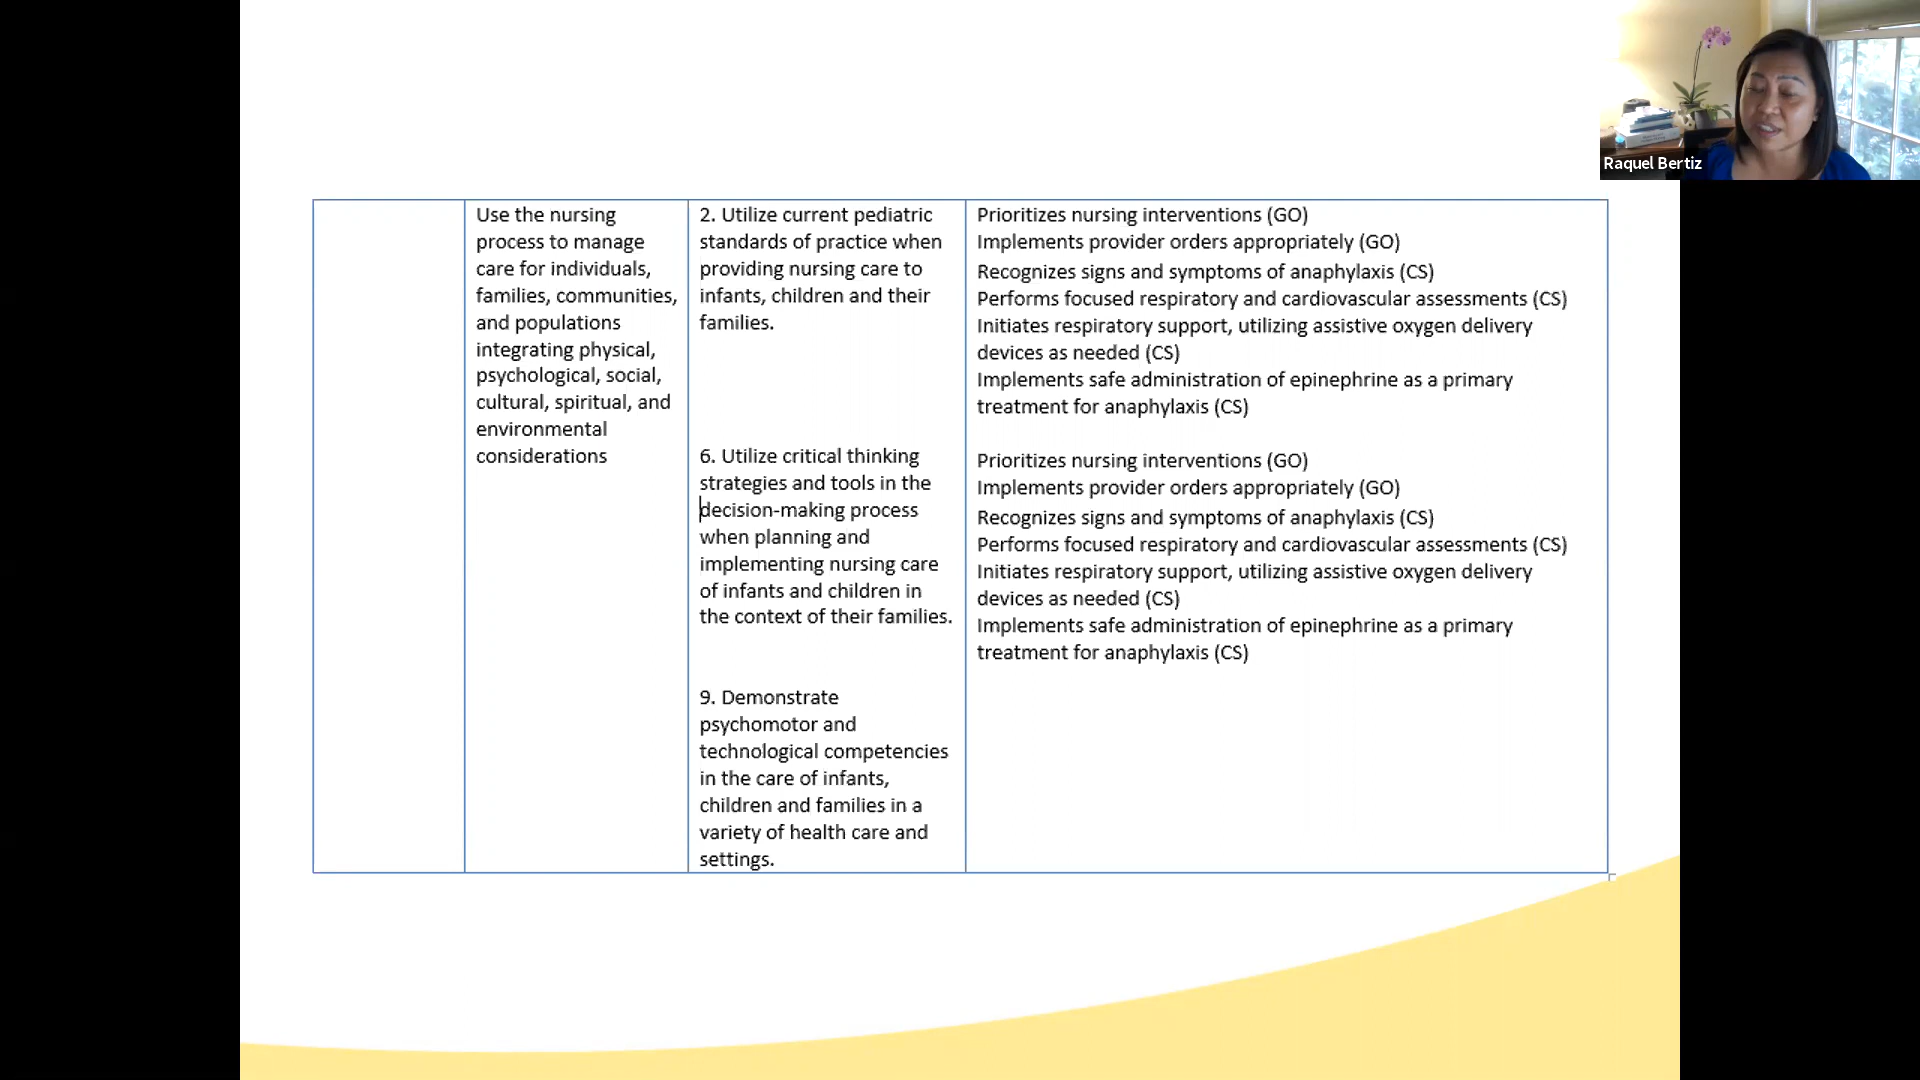 Raquel Bertiz
Use the nursing
process to manage
care for individuals,
families, communities,
and populations
integrating physical,
psychological, social,
cultural, spiritual, and
environmental
considerations
2. Utilize current pediatric
standards of practice when
providing nursing care to
infants, children and their
families.
6. Utilize critical thinking
strategies and tools in the
decision-making process
when planning and
implementing nursing care
of infants and children in
the context of their families.
9. Demonstrate
psychomotor and
technological competencies
in the care of infants,
children and families in a
variety of health care and
settings.
Prioritizes nursing interventions (GO)
Implements provider orders appropriately (GO)
Recognizes signs and symptoms of anaphylaxis (CS)
Performs focused respiratory and cardiovascular assessments (CS)
Initiates respiratory support, utilizing assistive oxygen delivery
devices as needed (CS)
Implements safe administration of epinephrine as a primary
treatment for anaphylaxis (CS)
Prioritizes nursing interventions (GO)
Implements provider orders appropriately (GO)
Recognizes signs and symptoms of anaphylaxis (CS)
Performs focused respiratory and cardiovascular assessments (CS)
Initiates respiratory support, utilizing assistive oxygen delivery
devices as needed (CS)
Implements safe administration of epinephrine as a primary
treatment for anaphylaxis (CS)